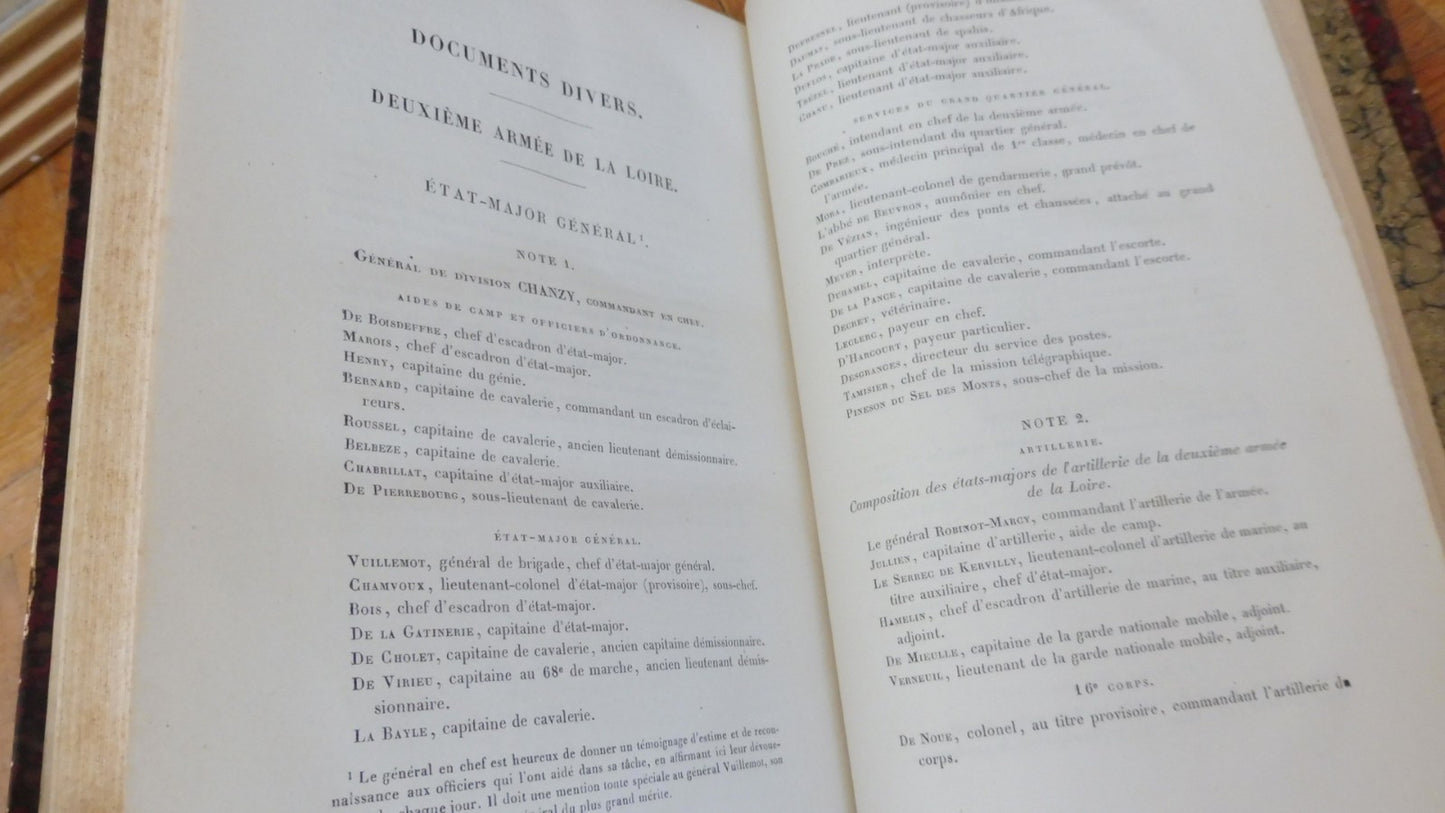 DOCUMENTS DIVERS.
DEUXIÈME ARMÉE DE LA LOIRE.
ÉTAT-MAJOR GÉNÉRAL¹.
NOTE 1.
GÉNÉRAL DE DIVISION CHANZY, COMMANDANT EN CHEF.
AIDES DE CAMP ET OFFICIERS D'ORDONNANCE.
DE BOISDEFFRE, chef d'escadron d'état-major.
MAROIS, chef d'escadron d'état-major.
HENRY, capitaine du génie.
BERNARD, capitaine de cavalerie, commandant un escadron d'éclai-
reurs.
ROUSSEL, capitaine de cavalerie, ancien lieutenant démissionnaire.
BELBEZE, capitaine de cavalerie.
CHABRILLAT, capitaine d'état-major auxiliaire.
DE PIERREBOURG, sous-lieutenant de cavalerie.
ÉTAT-MAJOR GÉNÉRAL.
VUILLEMOT, général de brigade, chef d'état-major général.
CHAMVOUX, lieutenant-colonel d'état-major (provisoire), sous-chef.
BOIS, chef d'escadron d'état-major.
DE LA GATINERIE, capitaine d'état-major.
DE CHOLET, capitaine de cavalerie, ancien capitaine démissionnaire.
DE VIRIEU, capitaine au 68e de marche, ancien lieutenant démis-
sionnaire.
LA BAYLE, capitaine de cavalerie.
¹ Le général en chef est heureux de donner un témoignage d'estime et de recon-
naissance aux officiers qui l'ont aidé dans sa tâche, en affirmant ici leur dévoue-
chaque jour. Il doit une mention toute spéciale au général Vuillemot, son
du plus grand mérite.
DUFRESSEL, lieutenant (provisoire)
DAUMAS, sous-lieutenant de chasseurs d'Afrique.
LA PRADE, sous-lieutenant de spahis.
DUFLOS, capitaine d'état-major auxiliaire.
TRÉZEL, lieutenant d'état-major auxiliaire.
CHANU, lieutenant d'état-major auxiliaire.
SERVICES DU GRAND QUARTIER GÉNÉRAL.
BOUCHÉ, intendant en chef de la deuxième armée.
DE PREZ, sous-intendant du quartier général.
COMBARIEUX, médecin principal de 1re classe, médecin en chef de
l'armée.
MORA, lieutenant-colonel de gendarmerie, grand prévôt.
L'abbé DE BEUVRON, aumônier en chef.
DE VÉZIAN, ingénieur des ponts et chaussées, attaché au grand
quartier général.
MEYER, interprète.
DUHAMEL, capitaine de cavalerie, commandant l'escorte.
DE LA PANGE, capitaine de cavalerie, commandant l'escorte.
DECRET, vétérinaire.
LECLERC, payeur en chef.
D'HARCOURT, payeur particulier.
DESGRANGES, directeur du service des postes.
TAMISIER, chef de la mission télégraphique.
PINESON DU SEL DES MONTS, sous-chef de la mission.
NOTE 2.
ARTILLERIE.
Composition des états-majors de l'artillerie de la deuxième armée
de la Loire.
Le général ROBINOT-MARCY, commandant l'artillerie de l'armée.
JULLIEN, capitaine d'artillerie, aide de camp.
LE SERREC DE KERVILLY, lieutenant-colonel d'artillerie de marine, au
titre auxiliaire, chef d'état-major.
HAMELIN, chef d'escadron d'artillerie de marine, au titre auxiliaire,
adjoint.
DE MIEULLE, capitaine de la garde nationale mobile, adjoint.
VERNEUIL, lieutenant de la garde nationale mobile, adjoint.
16e CORPS.
DE NOUE, colonel, au titre provisoire, commandant l'artillerie du
corps.